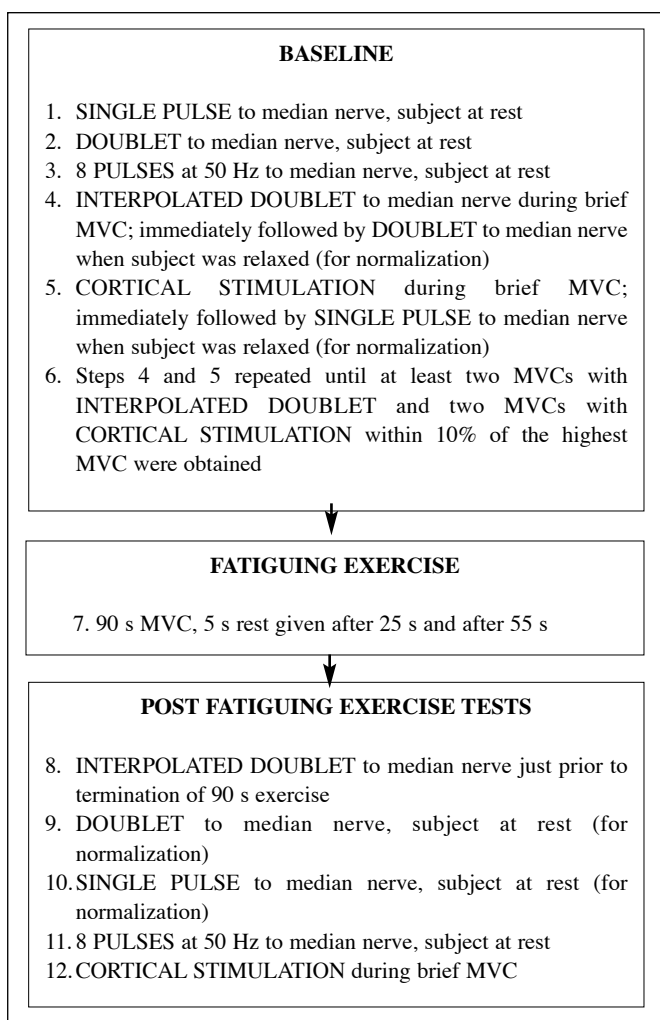 BASELINE
1. SINGLE PULSE to median nerve, subject at rest
2. DOUBLET to median nerve, subject at rest
3. 8 PULSES at 50 Hz to median nerve, subject at rest
4. INTERPOLATED DOUBLET to median nerve during brief
MVC; immediately followed by DOUBLET to median nerve
when subject was relaxed (for normalization)
5. CORTICAL STIMULATION during brief MVC;
immediately followed by SINGLE PULSE to median nerve
when subject was relaxed (for normalization)
6. Steps 4 and 5 repeated until at least two MVCs with
INTERPOLATED DOUBLET and two MVCs with
CORTICAL STIMULATION within 10% of the highest
MVC were obtained
FATIGUING EXERCISE
7. 90 s MVC, 5 s rest given after 25 s and after 55 s
POST FATIGUING EXERCISE TESTS
8. INTERPOLATED DOUBLET to median nerve just prior to
termination of 90 s exercise
9. DOUBLET to median nerve, subject at rest (for
normalization)
10. SINGLE PULSE to median nerve, subject at rest (for
normalization)
11. 8 PULSES at 50 Hz to median nerve, subject at rest
12. CORTICAL STIMULATION during brief MVC